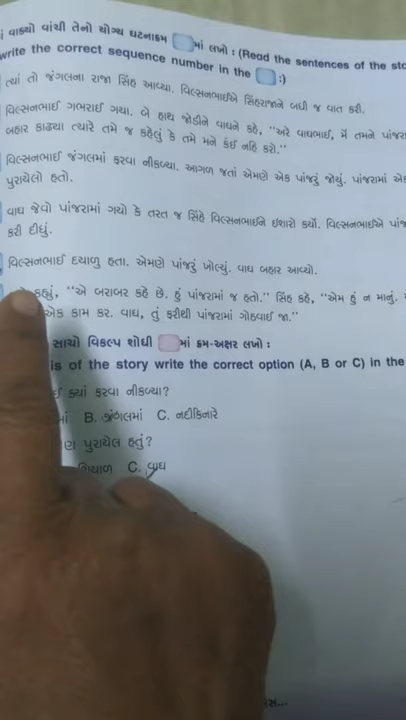 વાક્યો વાંચી તેનો યોગ્ય ઘટનાક્રમ માં લખો : (Read the sentences of the
write the correct sequence number in the :)
ત્યાં તો જંગલના રાજા સિંહ આવ્યા. વિલ્સનભાઈએ સિંહરાજાને બધી જ વાત કરી.
વિલ્સનભાઈ ગભરાઈ ગયા. બે હાથ જોડીને વાઘને કહે, “અરે વાઘભાઈ, મેં તમને
બહાર કાઢ્યા ત્યારે તમે જ કહેલું કે તમે મને કંઈ નહિ કરો.”
વિલ્સનભાઈ જંગલમાં ફરવા નીકળ્યા. આગળ જતાં એમણે એક પાંજરું જોયું. પાંજરામાં
પુરાયેલો હતો.
વાઘ જેવો પાંજરામાં ગયો કે તરત જ સિંહે વિલ્સનભાઈને ઇશારો કર્યો. વિલ્સનભાઈએ
કરી દીધું.
વિલ્સનભાઈ દયાળુ હતા. એમણે પાંજરું ખોલ્યું. વાઘ બહાર આવ્યો.
કહ્યું, “એ બરાબર કહે છે. હું પાંજરામાં જ હતો.” સિંહ કહે, “એમ હું ન માનું.
એક કામ કર. વાઘ, તું ફરીથી પાંજરામાં ગોઠવાઈ જા.”
સાચો વિકલ્પ શોધી માં ક્રમ-અક્ષર લખો :
is of the story write the correct option (A, B or C) in the
ક્યાં ફરવા નીકળ્યા?
B. જંગલમાં C. નદીકિનારે
પુરાયેલ હતું?
C. વાઘ